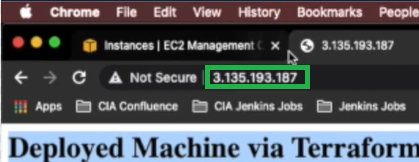 Chrome File Edit View History Bookmarks People
Instances | EC2 Management C 3.135.193.187
Not Secure | 3.135.193.187
Apps CIA Confluence CIA Jenkins Jobs Jenkins Jobs
Deployed Machine via Terraform